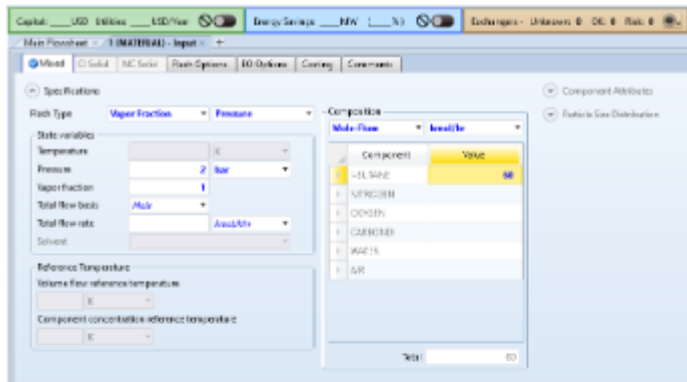 Capital: ____USD Utilities: ____USD/Year
Energy Savings: ____MW (____%)
Exchangers - Unknown: 0 OK: 0 Risk: 0
Main Flowsheet
1 (MATERIAL) - Input
Mixed CI Solid NC Solid Flash Options EO Options Costing Comments
Specifications
Flash Type Vapor Fraction Pressure
State variables
Temperature K
Pressure 2 bar
Vapor fraction 1
Total flow basis Mole
Total flow rate kmol/hr
Solvent
Reference Temperature
Volume flow reference temperature
K
Component concentration reference temperature
K
Composition
Mole-Flow kmol/hr
Component Value
60
NITROGEN
OXYGEN
CARBONDI
WATER
AIR
Total 60
Component Attributes
Particle Size Distribution